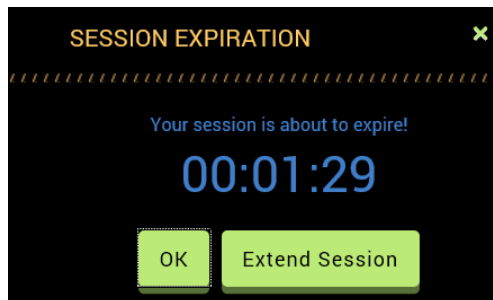 SESSION EXPIRATION
Your session is about to expire!
00:01:29
OK
Extend Session